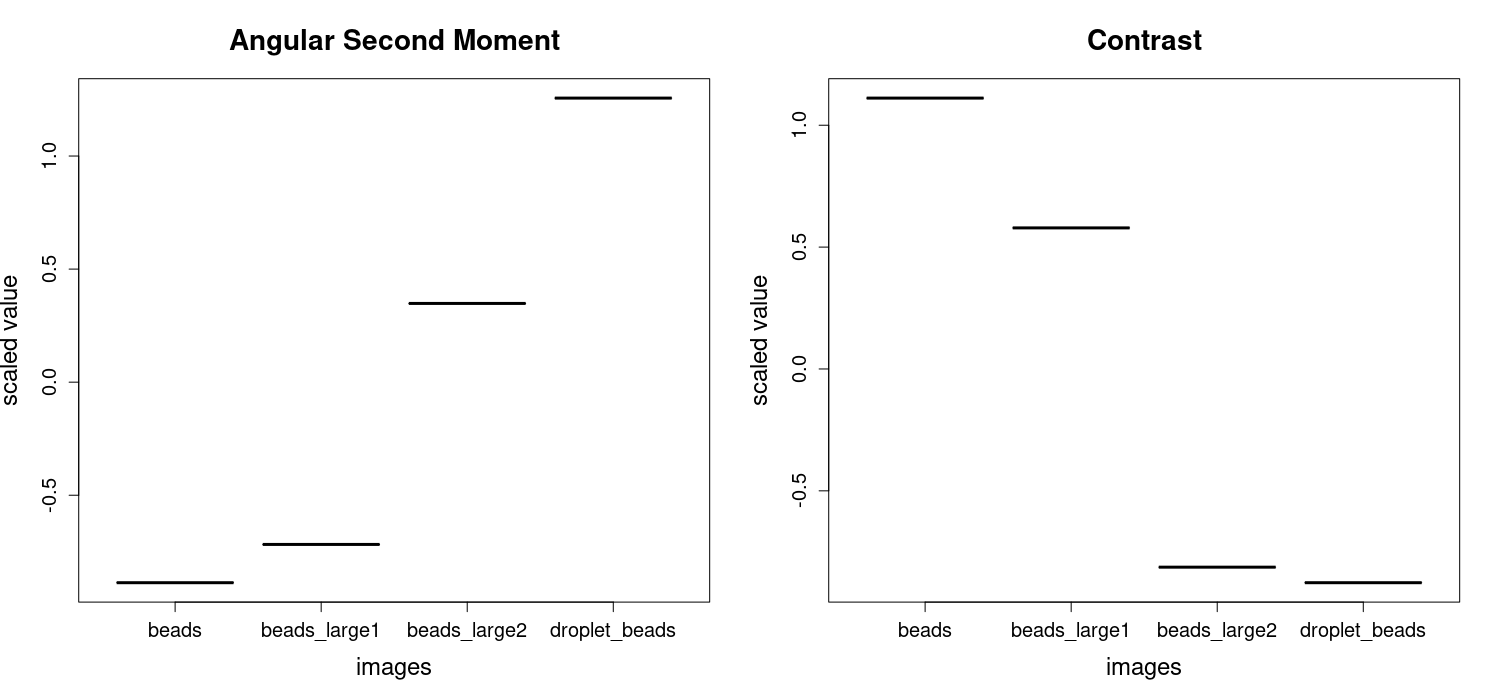 Angular Second Moment
scaled value
1.0
0.5
0.0
-0.5
beads
beads_large1
beads_large2
droplet_beads
images
Contrast
scaled value
1.0
0.5
0.0
-0.5
beads
beads_large1
beads_large2
droplet_beads
images